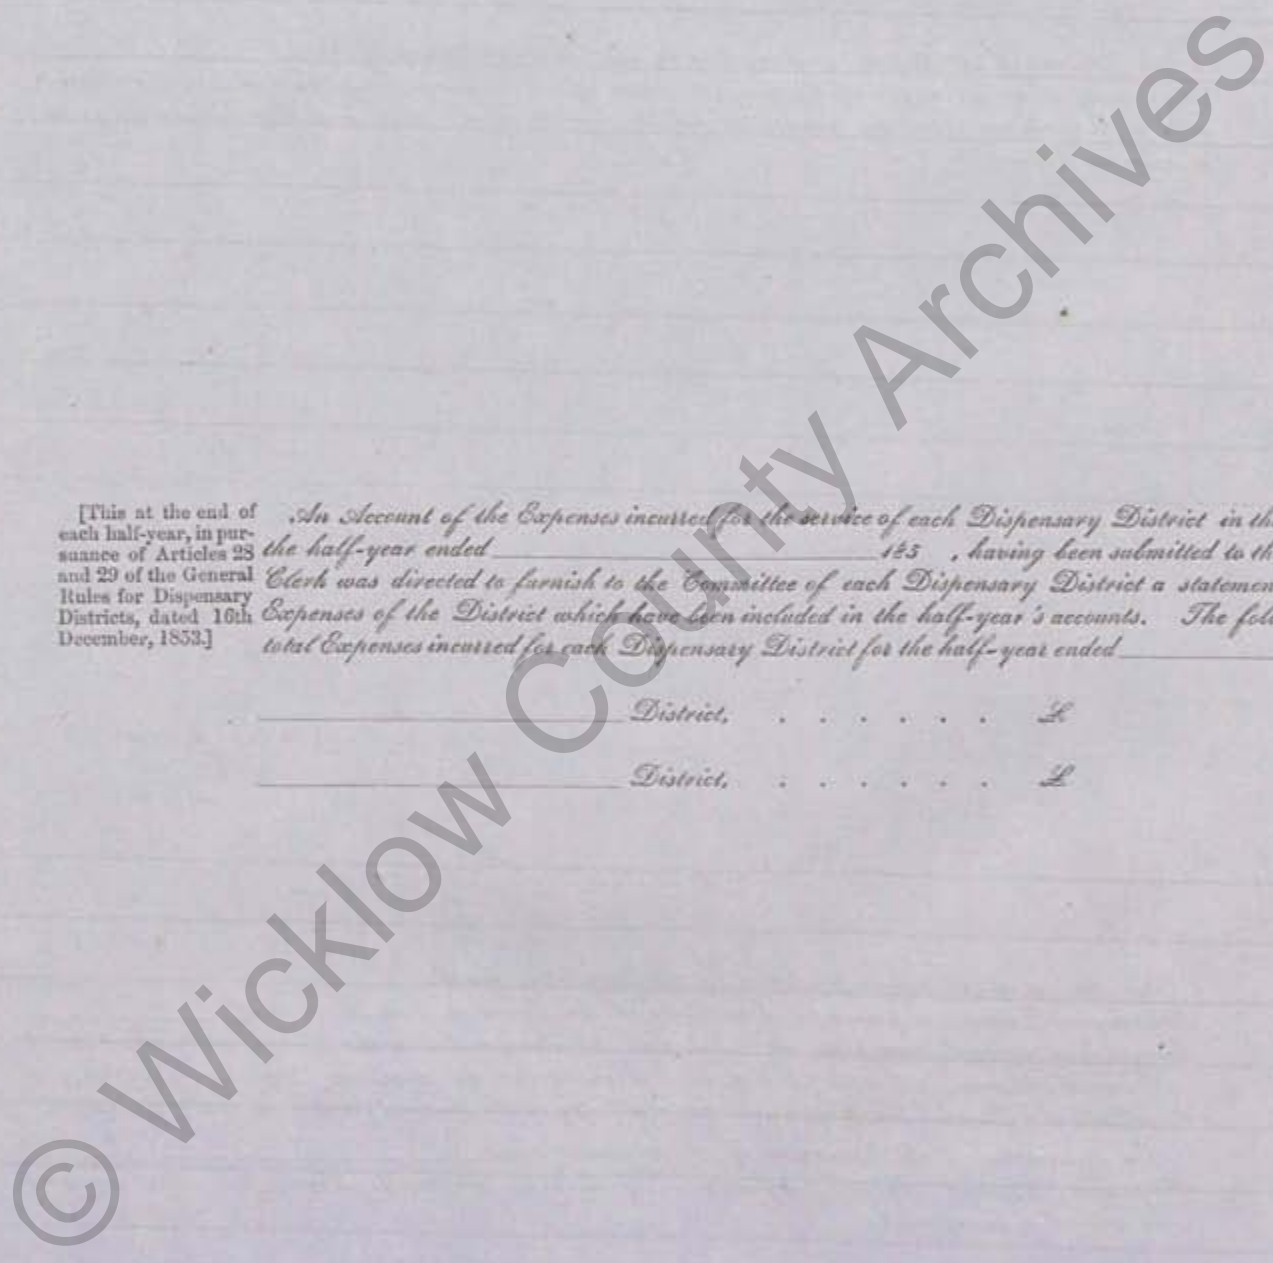 [This at the end of
each half-year, in pur-
suance of Articles 28
and 29 of the General
Rules for Dispensary
Districts, dated 16th
December, 1853.]
An Account of the Expenses incurred for the service of each Dispensary District in th
the half-year ended 185 , having been submitted to th
Clerk was directed to furnish to the Committee of each Dispensary District a statemen
Expenses of the District which have been included in the half-year's accounts. The foll
total Expenses incurred for each Dispensary District for the half-year ended
District, . . . . . . £
District, . . . . . . £
© Wicklow County Archives